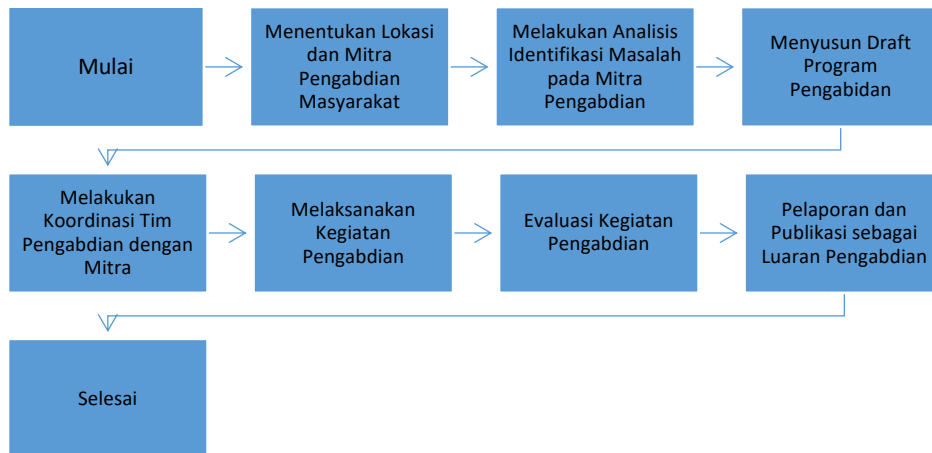 Mulai
Menentukan Lokasi
dan Mitra
Pengabdian
Masyarakat
Melakukan Analisis
Identifikasi Masalah
pada Mitra
Pengabdian
Menyusun Draft
Program
Pengabidan
Melakukan
Koordinasi Tim
Pengabdian dengan
Mitra
Melaksanakan
Kegiatan
Pengabdian
Evaluasi Kegiatan
Pengabdian
Pelaporan dan
Publikasi sebagai
Luaran Pengabdian
Selesai